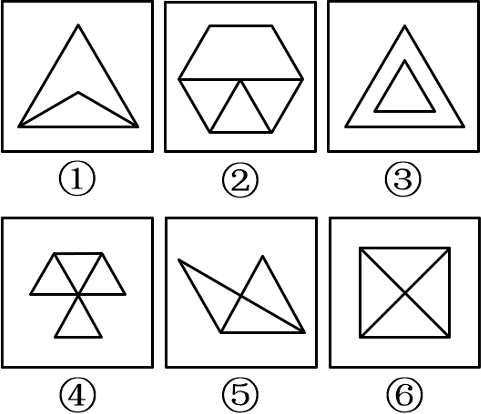 ① ② ③
④ ⑤ ⑥